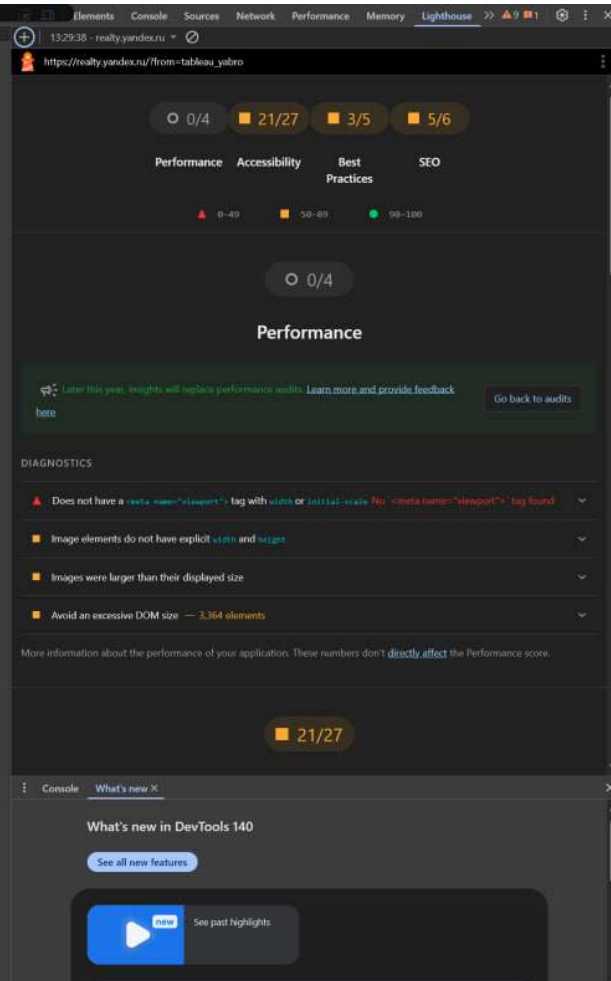 Elements Console Sources Network Performance Memory Lighthouse 9 1
13:29:38 - realty.yandex.ru
https://realty.yandex.ru/?from=tableau_yabro
0/4 21/27 3/5 5/6
Performance Accessibility Best Practices SEO
0-49 50-89 90-100
0/4
Performance
Later this year, insights will replace performance audits. Learn more and provide feedback
here
Go back to audits
DIAGNOSTICS
Does not have a <meta name="viewport"> tag with width or initial-scale No `<meta name="viewport">` tag found
Image elements do not have explicit width and height
Images were larger than their displayed size
Avoid an excessive DOM size — 3,364 elements
More information about the performance of your application. These numbers don't directly affect the Performance score.
21/27
Console What's new
What's new in DevTools 140
See all new features
new
See past highlights